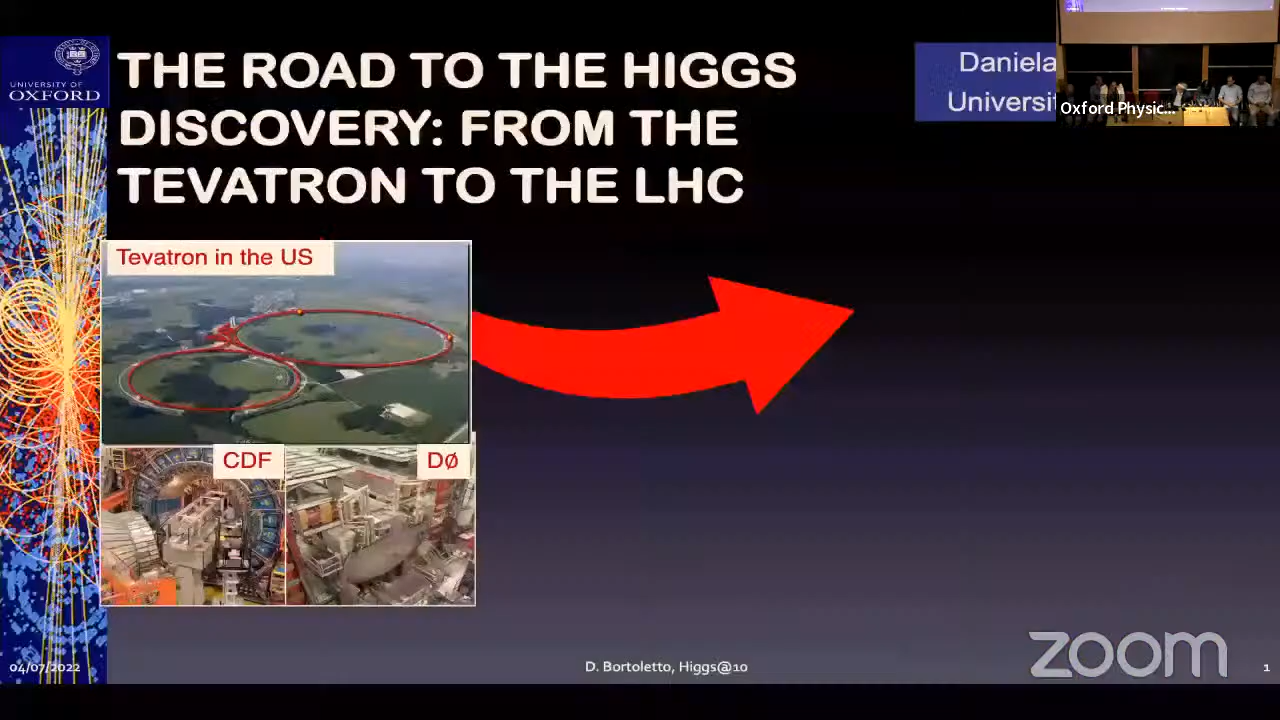 UNIVERSITY OF
OXFORD
THE ROAD TO THE HIGGS
DISCOVERY: FROM THE
TEVATRON TO THE LHC
Daniela
Universit
Oxford Physic...
Tevatron in the US
CDF
DØ
04/07/2022
D. Bortoletto, Higgs@10
zoom
1